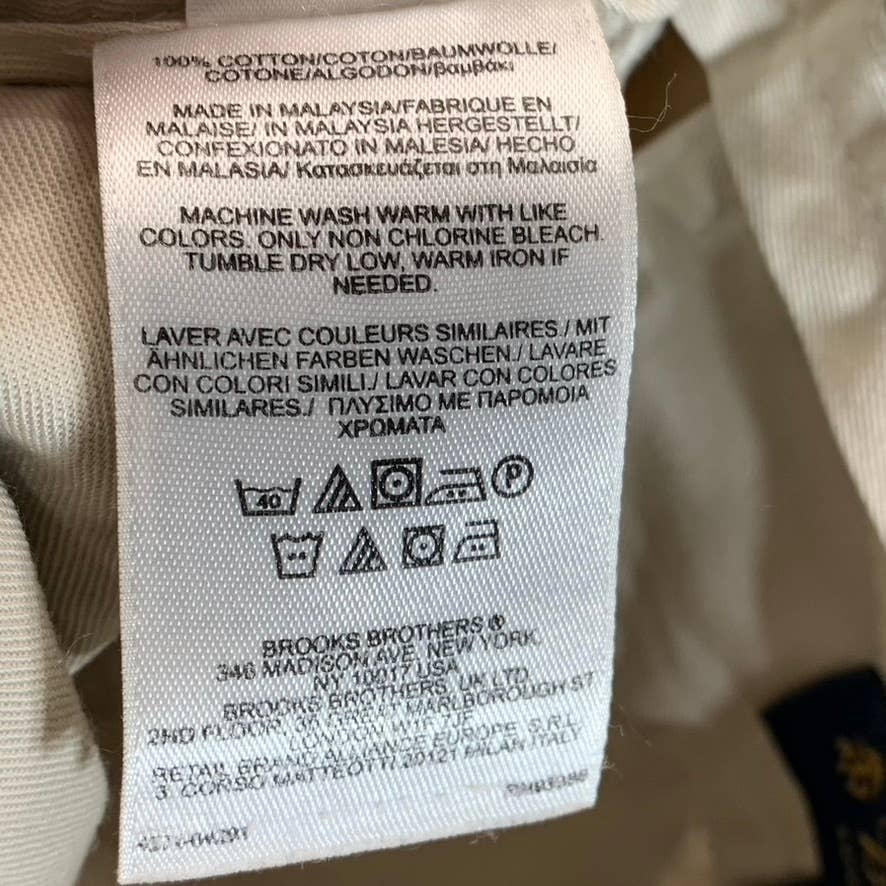 100% COTTON/COTON/BAUMWOLLE/
COTONE/ALGODON/βαμβάκι
MADE IN MALAYSIA/FABRIQUE EN
MALAISE/ IN MALAYSIA HERGESTELLT/
CONFEXIONATO IN MALESIA/ HECHO
EN MALASIA/ Κατασκευάζεται στη Μαλαισία
MACHINE WASH WARM WITH LIKE
COLORS. ONLY NON CHLORINE BLEACH.
TUMBLE DRY LOW, WARM IRON IF
NEEDED.
LAVER AVEC COULEURS SIMILAIRES./ MIT
ÄHNLICHEN FARBEN WASCHEN./ LAVARE
CON COLORI SIMILI./ LAVAR CON COLORES
SIMILARES./ ΠΛΥΣΙΜΟ ΜΕ ΠΑΡΟΜΟΙΑ
ΧΡΩΜΑΤΑ
40 P
BROOKS BROTHERS ®
346 MADISON AVE, NEW YORK
NY 10017 USA
BROOKS BROTHERS, UK LTD.
2ND FLOOR, GREAT MARLBOROUGH ST
LONDON W1F 7JF
RETAIL BRAND ALLIANCE EUROPE S.R.L.
3, CORSO MATTEOTTI 20121 MILAN ITALY